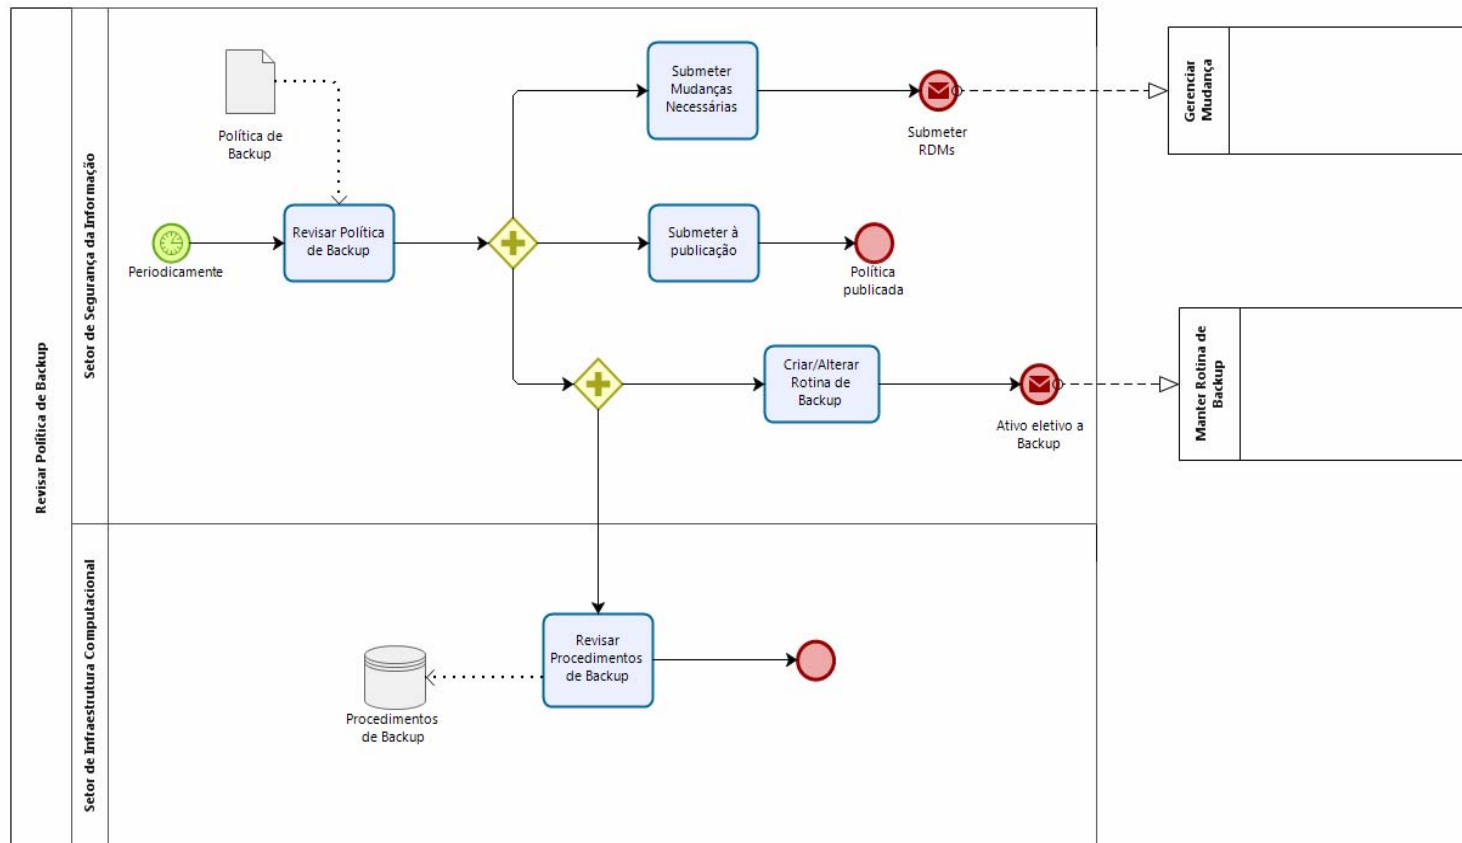 Revisar Política de Backup
Setor de Segurança da Informação
Política de
Backup
Periodicamente
Revisar Política
de Backup
Submeter
Mudanças
Necessárias
Submeter
RDMs
Gerenciar
Mudança
Submeter à
publicação
Política
publicada
Criar/Alterar
Rotina de
Backup
Ativo eletivo a
Backup
Manter Rotina de
Backup
Setor de Infraestrutura Computacional
Revisar
Procedimentos
de Backup
Procedimentos
de Backup